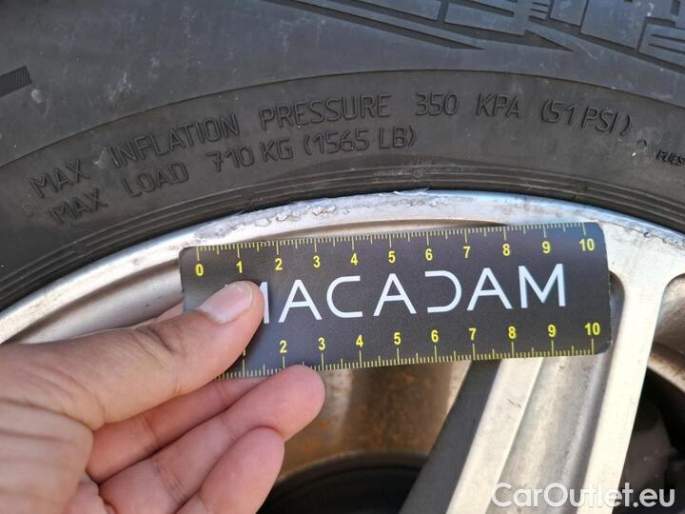 MAX INFLATION PRESSURE 350 KPA (51 PSI)
MAX LOAD 710 KG (1565 LB)
0 1 2 3 4 5 6 7 8 9 10
MACADAM
1 2 3 4 5 6 7 8 9 10
CarOutlet.eu